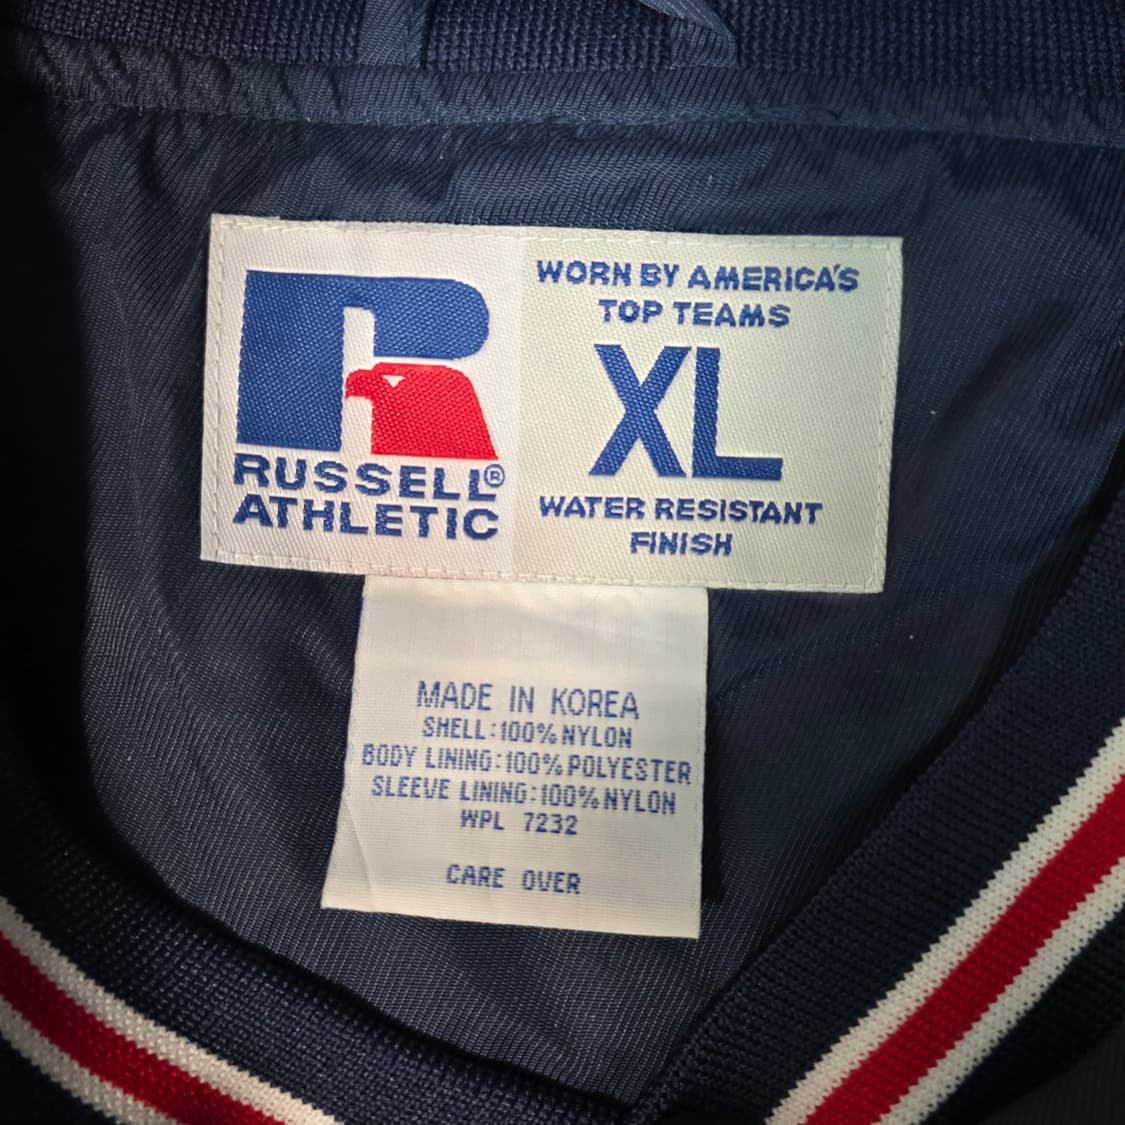 RUSSELL®
ATHLETIC
WORN BY AMERICA'S
TOP TEAMS
XL
WATER RESISTANT
FINISH
MADE IN KOREA
SHELL:100% NYLON
BODY LINING:100% POLYESTER
SLEEVE LINING:100% NYLON
WPL 7232
CARE OVER